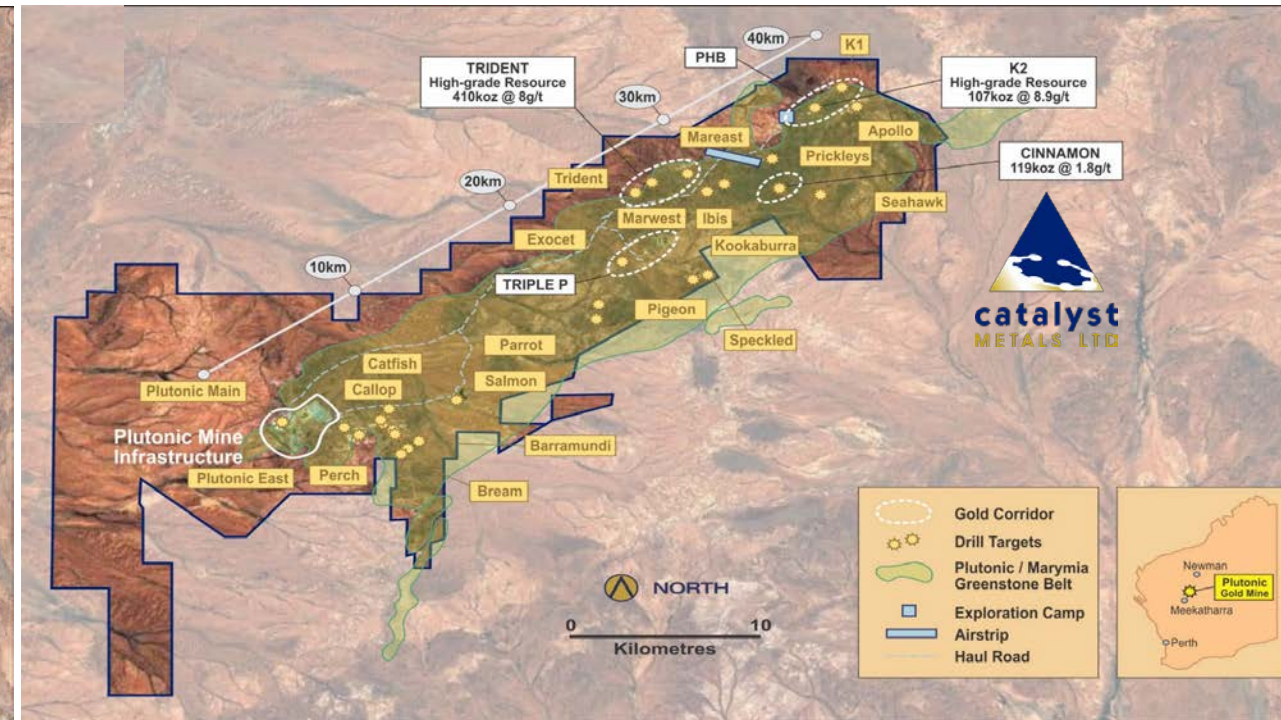 40km
K1
PHB
TRIDENT
High-grade Resource
410koz @ 8g/t
K2
High-grade Resource
107koz @ 8.9g/t
30km
Mareast
Apollo
Prickleys
CINNAMON
119koz @ 1.8g/t
Trident
20km
Seahawk
Marwest
Ibis
Exocet
Kookaburra
10km
TRIPLE P
Pigeon
catalyst
METALS LTD
Speckled
Parrot
Catfish
Salmon
Callop
Plutonic Main
Plutonic Mine
Infrastructure
Barramundi
Plutonic East
Perch
Bream
Gold Corridor
Drill Targets
Plutonic / Marymia
Greenstone Belt
Exploration Camp
Airstrip
Haul Road
NORTH
0 10
Kilometres
Newman
Plutonic
Gold Mine
Meekatharra
Perth